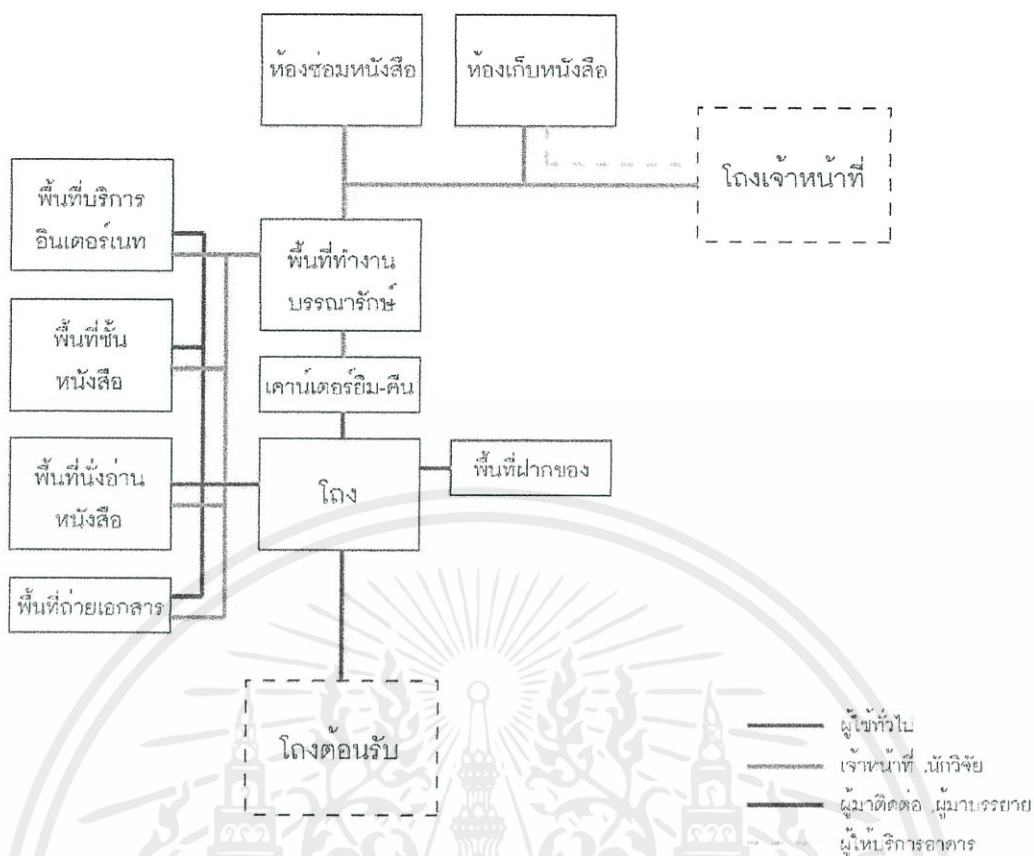 ห้องซ่อมหนังสือ
ห้องเก็บหนังสือ
โถงเจ้าหน้าที่
พื้นที่บริการ
อินเตอร์เนท
พื้นที่ทำงาน
บรรณารักษ์
พื้นที่ชั้น
หนังสือ
เคาน์เตอร์ยืม-คืน
พื้นที่นั่งอ่าน
หนังสือ
โถง
พื้นที่ฝากของ
พื้นที่ถ่ายเอกสาร
โถงต้อนรับ
ผู้ใช้ทั่วไป
เจ้าหน้าที่ ,นักวิจัย
ผู้มาติดต่อ ,ผู้มาบรรยาย
ผู้ให้บริการอาคาร